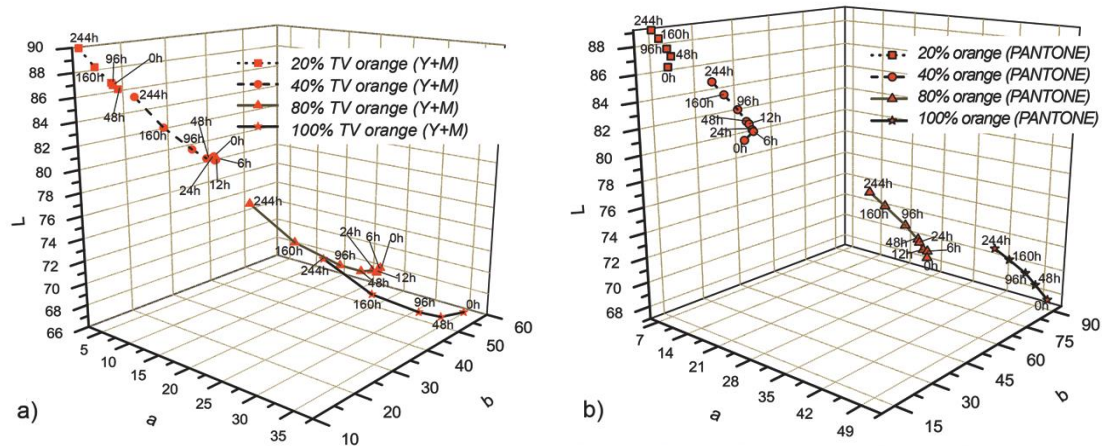 90
88
86
84
82
80
78
76
74
72
70
68
66
L
5
10
15
20
25
30
35
a
10
20
30
40
50
60
b
a)
20% TV orange (Y+M)
40% TV orange (Y+M)
80% TV orange (Y+M)
100% TV orange (Y+M)
244h
160h
96h
0h
48h
244h
160h
96h
48h
0h
24h
12h
6h
244h
160h
96h
24h
6h
0h
12h
48h
244h
160h
96h
48h
0h
88
86
84
82
80
78
76
74
72
70
68
L
7
14
21
28
35
42
49
a
15
30
45
60
75
90
b
b)
20% orange (PANTONE)
40% orange (PANTONE)
80% orange (PANTONE)
100% orange (PANTONE)
244h
160h
96h
48h
0h
244h
160h
96h
48h
12h
24h
6h
0h
244h
160h
96h
24h
48h
6h
12h
0h
244h
160h
96h
48h
0h